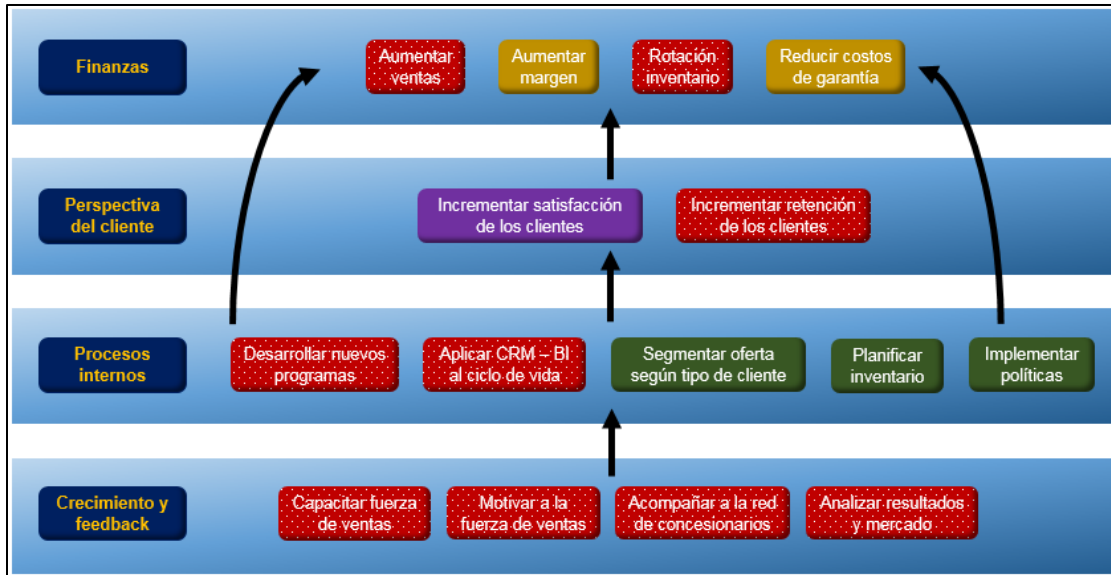 Finanzas
Aumentar
ventas
Aumentar
margen
Rotación
inventario
Reducir costos
de garantía
Perspectiva
del cliente
Incrementar satisfacción
de los clientes
Incrementar retención
de los clientes
Procesos
internos
Desarrollar nuevos
programas
Aplicar CRM – BI
al ciclo de vida
Segmentar oferta
según tipo de cliente
Planificar
inventario
Implementar
políticas
Crecimiento y
feedback
Capacitar fuerza
de ventas
Motivar a la
fuerza de ventas
Acompañar a la red
de concesionarios
Analizar resultados
y mercado